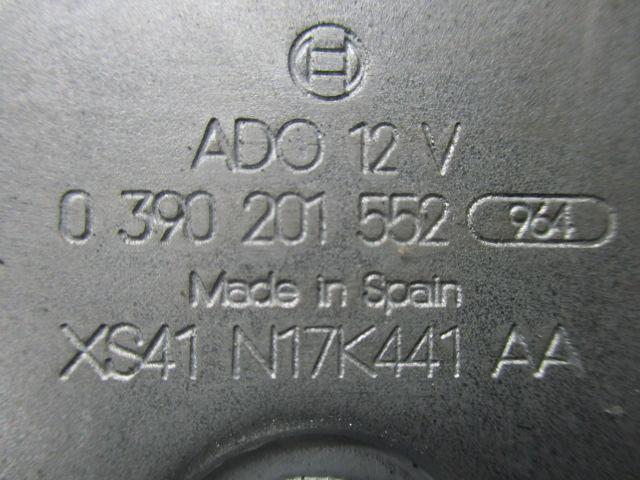 ADO 12 V
0 390 201 552 964
Made in Spain
XS41 N17K441 AA